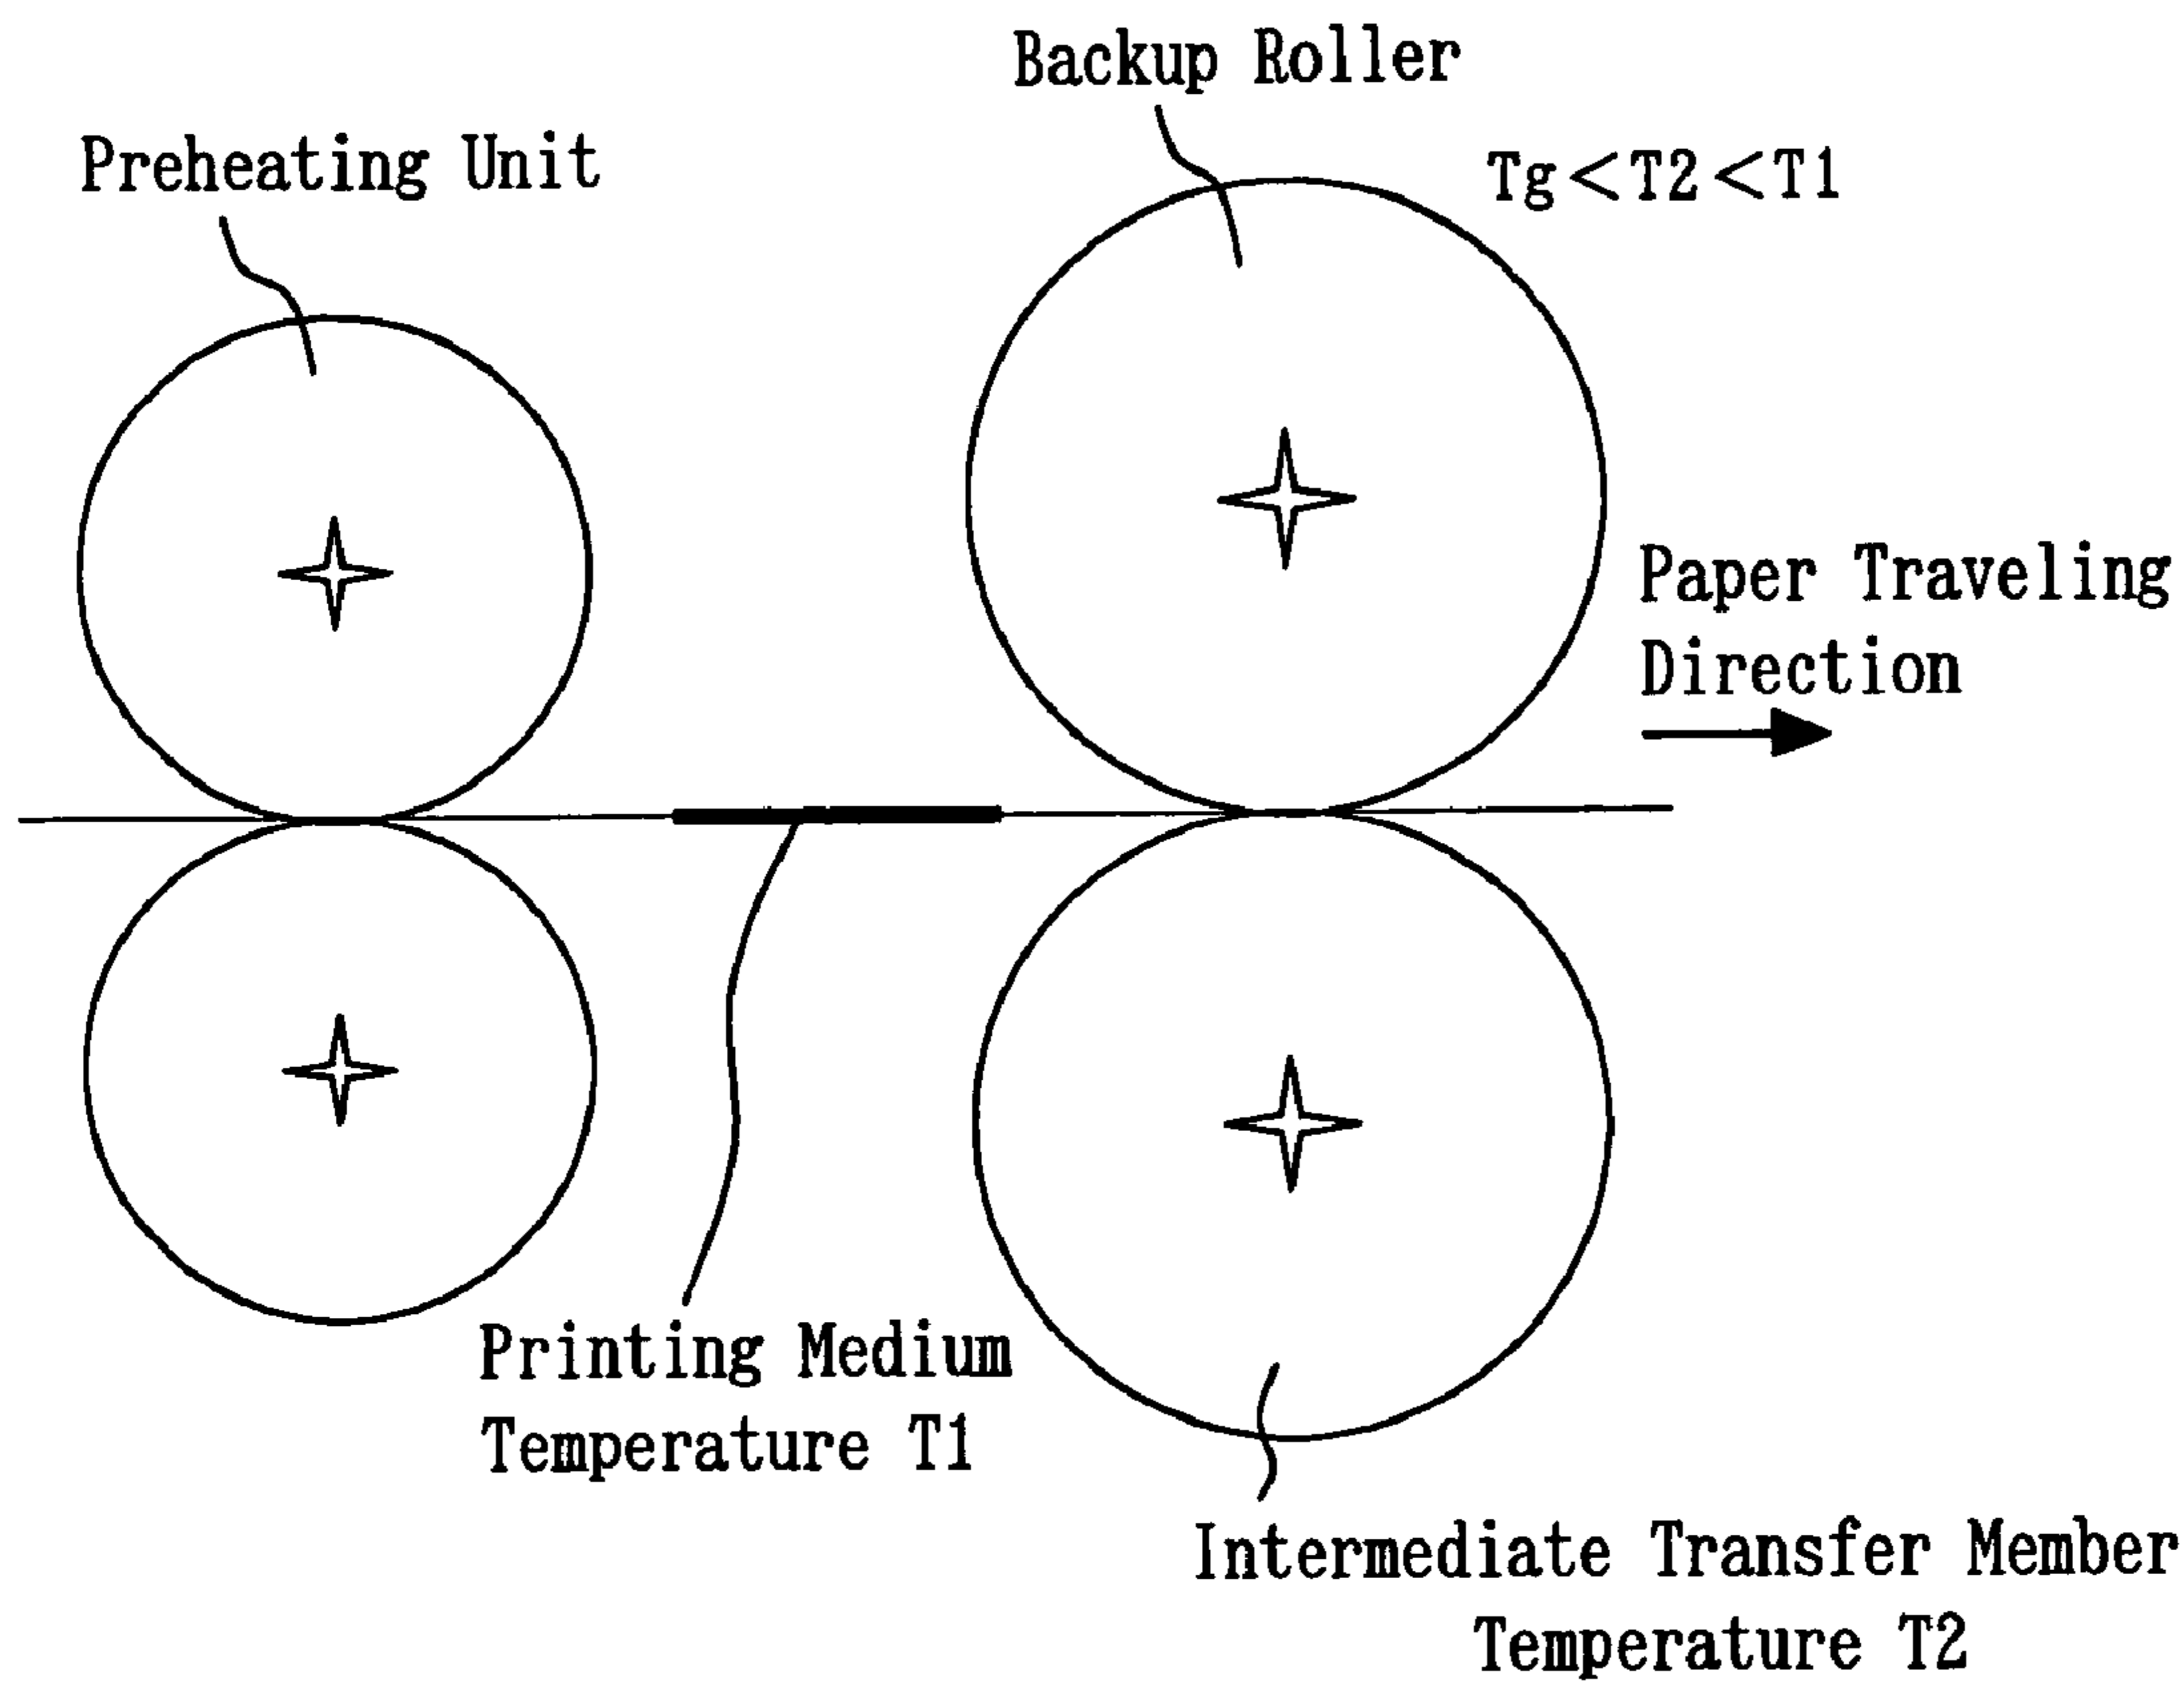 Backup Roller
Preheating Unit
Tg<T2<T1
Paper Traveling
Direction
Printing Medium
Temperature T1
Intermediate Transfer Member
Temperature T2